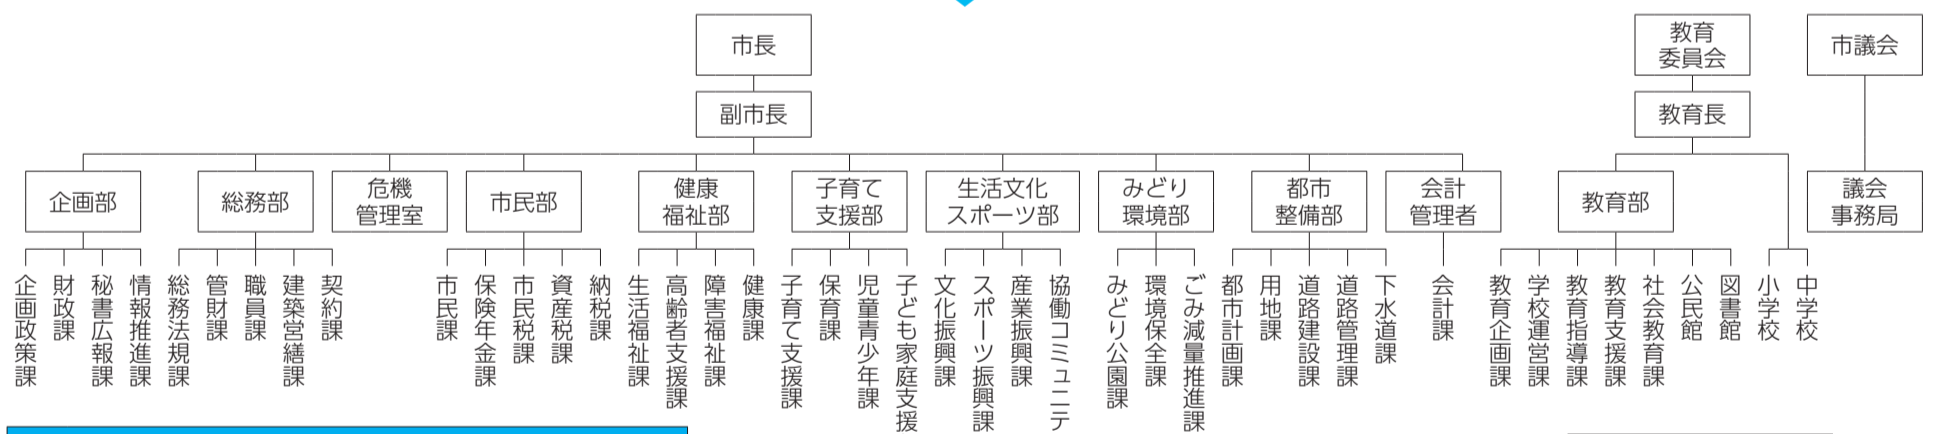 市長
副市長
教育
委員会
教育長
市議会
企画部
総務部
危機
管理室
市民部
健康
福祉部
子育て
支援部
生活文化
スポーツ部
みどり
環境部
都市
整備部
会計
管理者
教育部
議会
事務局
企画政策課
財政課
秘書広報課
情報推進課
総務法規課
管財課
職員課
建築営繕課
契約課
市民課
保険年金課
市民税課
資産税課
納税課
生活福祉課
高齢者支援課
障害福祉課
健康課
子育て支援課
保育課
児童青少年課
子ども家庭支援
文化振興課
スポーツ振興課
産業振興課
協働コミュニテ
みどり公園課
環境保全課
ごみ減量推進課
都市計画課
用地課
道路建設課
道路管理課
下水道課
会計課
教育企画課
学校運営課
教育指導課
教育支援課
社会教育課
公民館
図書館
小学校
中学校